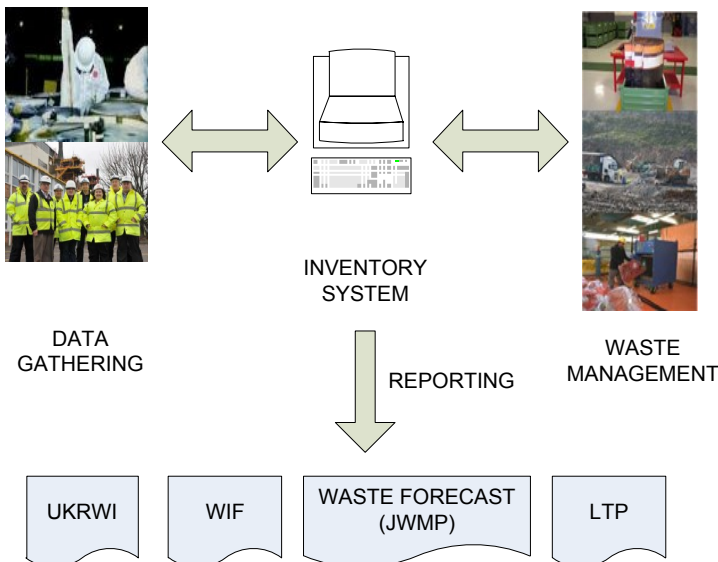 INVENTORY
SYSTEM
DATA
GATHERING
WASTE
MANAGEMENT
REPORTING
UKRWI
WIF
WASTE FORECAST
(JWMP)
LTP